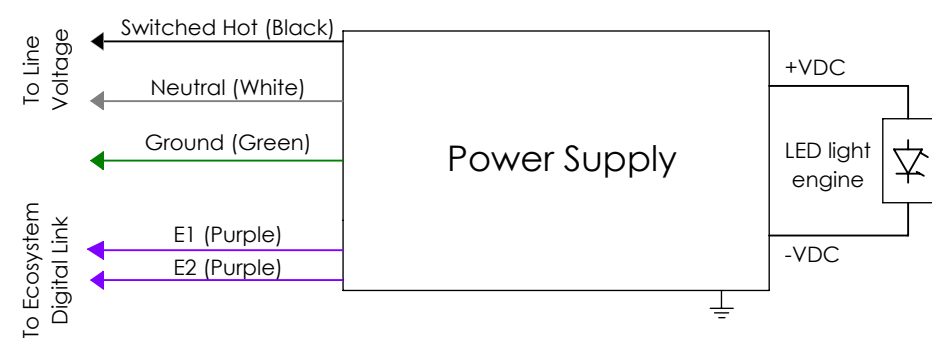 To Line
Voltage
Switched Hot (Black)
Neutral (White)
Ground (Green)
To Ecosystem
Digital Link
E1 (Purple)
E2 (Purple)
Power Supply
+VDC
LED light
engine
-VDC